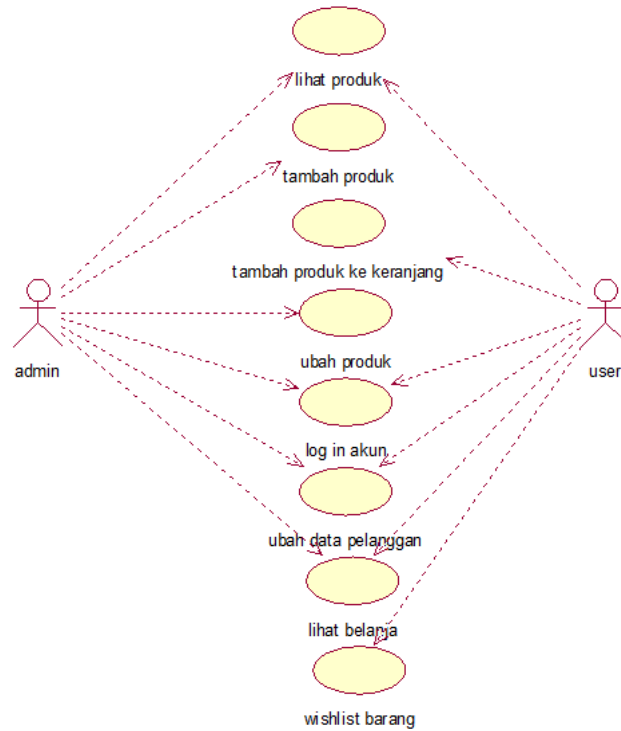 lihat produk
tambah produk
tambah produk ke keranjang
admin
user
ubah produk
log in akun
ubah data pelanggan
lihat belanja
wishlist barang